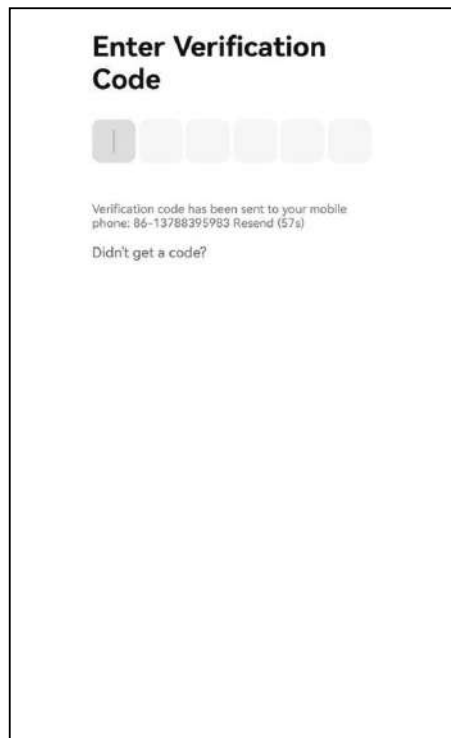 Enter Verification
Code
Verification code has been sent to your mobile
phone: 86-13788395983 Resend (57s)
Didn't get a code?